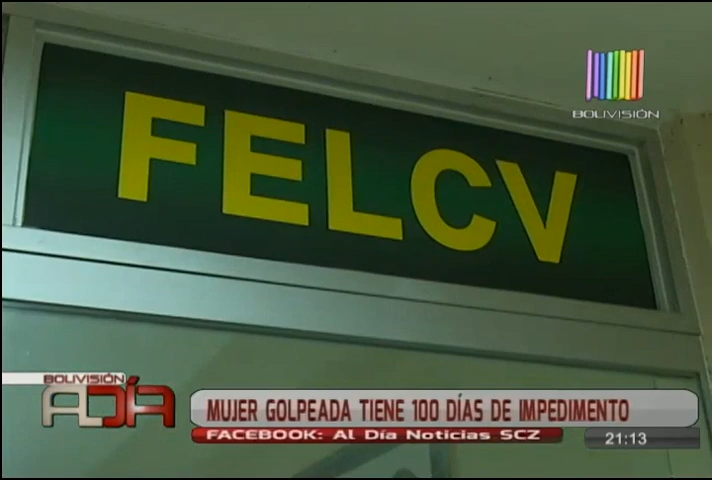 FELCV
BOLIVISIÓN
BOLIVISIÓN
AL DÍA
MUJER GOLPEADA TIENE 100 DÍAS DE IMPEDIMENTO
FACEBOOK: Al Día Noticias SCZ
21:13